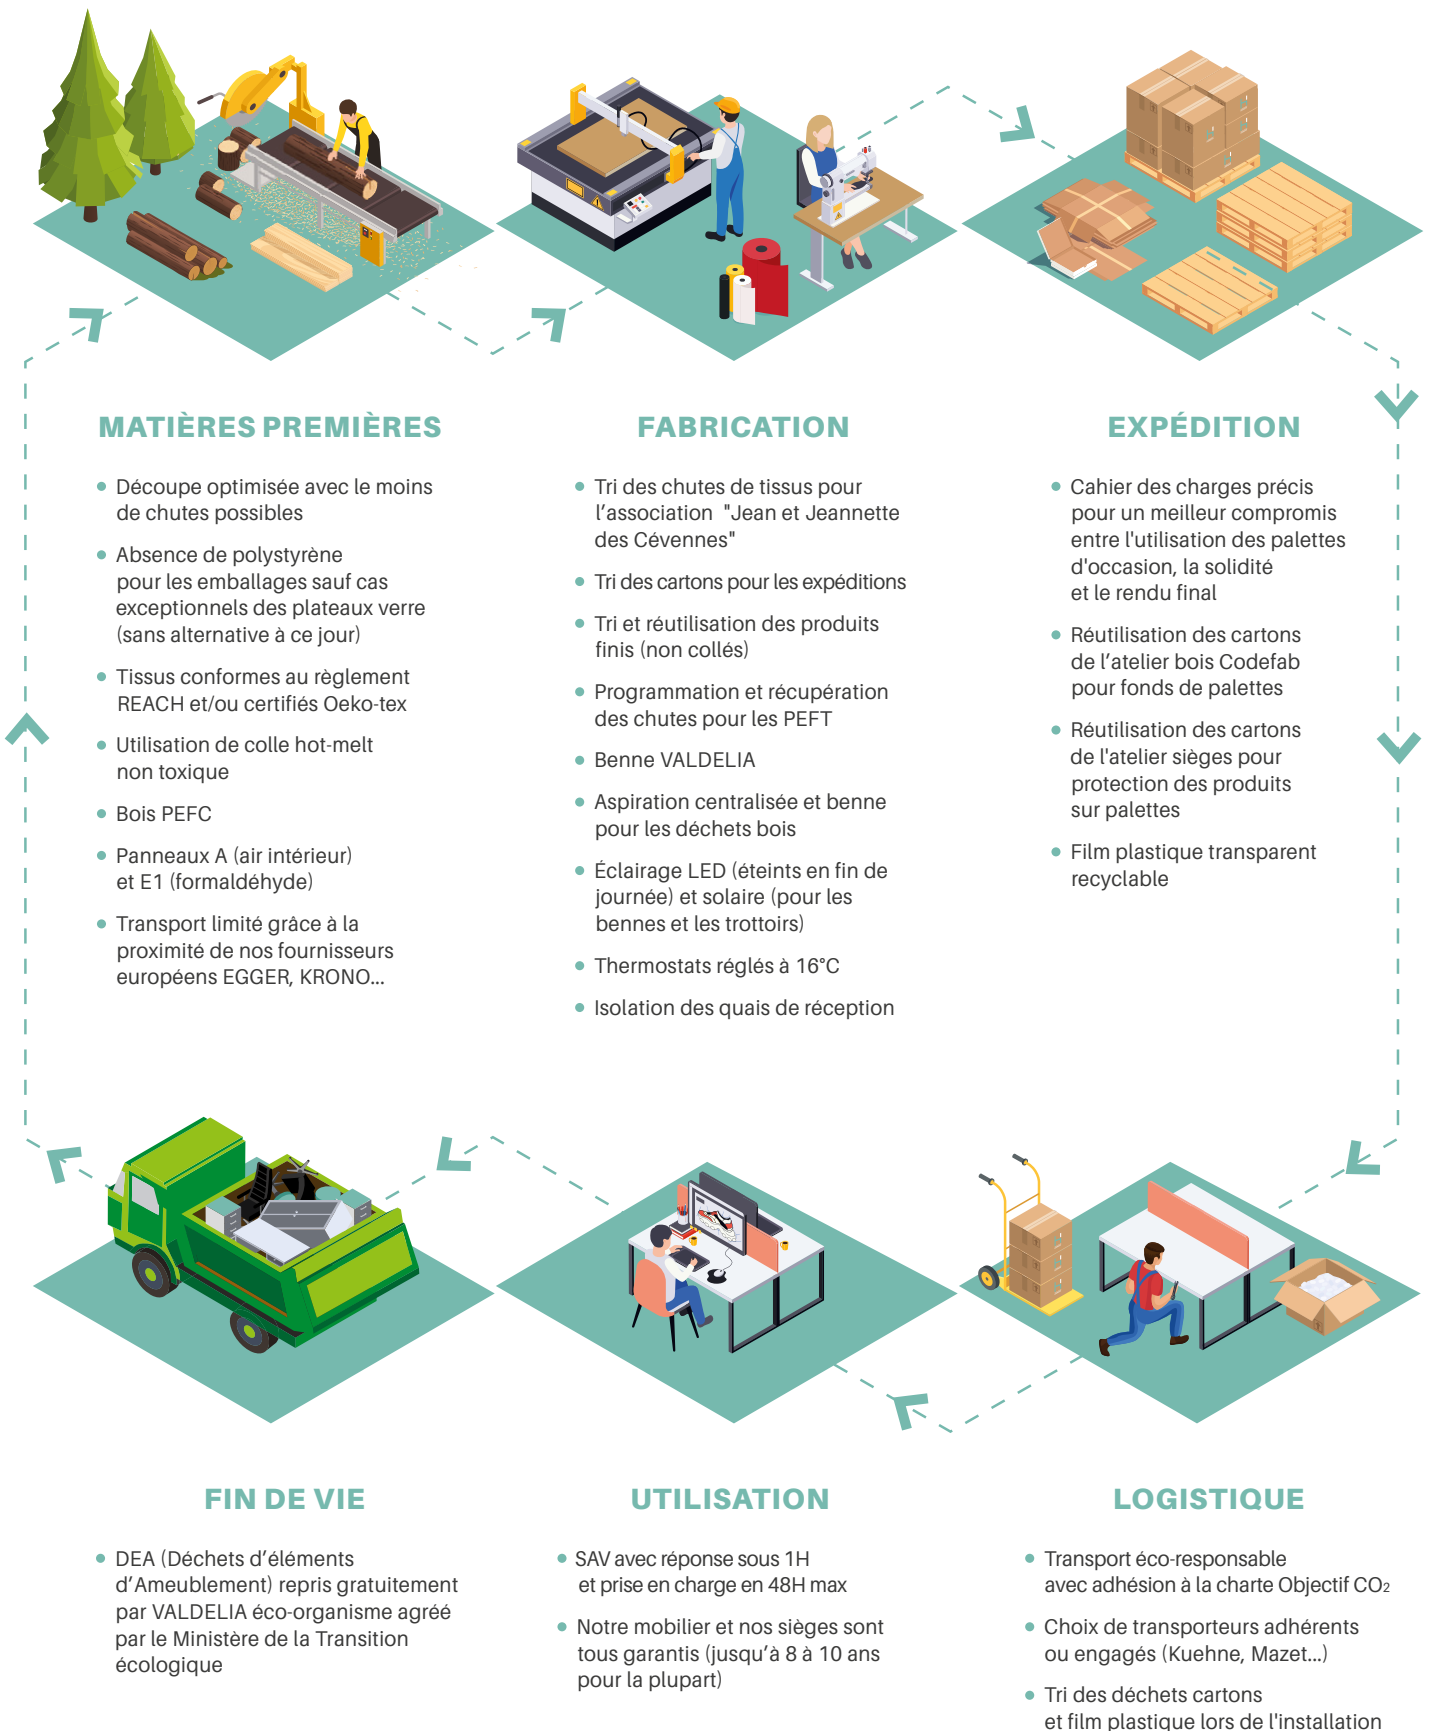 MATIÈRES PREMIÈRES
Découpe optimisée avec le moins
de chutes possibles
Absence de polystyrène
pour les emballages sauf cas
exceptionnels des plateaux verre
(sans alternative à ce jour)
Tissus conformes au règlement
REACH et/ou certifiés Oeko-tex
Utilisation de colle hot-melt
non toxique
Bois PEFC
Panneaux A (air intérieur)
et E1 (formaldéhyde)
Transport limité grâce à la
proximité de nos fournisseurs
européens EGGER, KRONO...
FABRICATION
Tri des chutes de tissus pour
l’association "Jean et Jeannette
des Cévennes"
Tri des cartons pour les expéditions
Tri et réutilisation des produits
finis (non collés)
Programmation et récupération
des chutes pour les PEFT
Benne VALDELIA
Aspiration centralisée et benne
pour les déchets bois
Éclairage LED (éteints en fin de
journée) et solaire (pour les
bennes et les trottoirs)
Thermostats réglés à 16°C
Isolation des quais de réception
EXPÉDITION
Cahier des charges précis
pour un meilleur compromis
entre l'utilisation des palettes
d'occasion, la solidité
et le rendu final
Réutilisation des cartons
de l’atelier bois Codefab
pour fonds de palettes
Réutilisation des cartons
de l'atelier sièges pour
protection des produits
sur palettes
Film plastique transparent
recyclable
FIN DE VIE
DEA (Déchets d’éléments
d’Ameublement) repris gratuitement
par VALDELIA éco-organisme agréé
par le Ministère de la Transition
écologique
UTILISATION
SAV avec réponse sous 1H
et prise en charge en 48H max
Notre mobilier et nos sièges sont
tous garantis (jusqu’à 8 à 10 ans
pour la plupart)
LOGISTIQUE
Transport éco-responsable
avec adhésion à la charte Objectif CO₂
Choix de transporteurs adhérents
ou engagés (Kuehne, Mazet...)
Tri des déchets cartons
et film plastique lors de l'installation